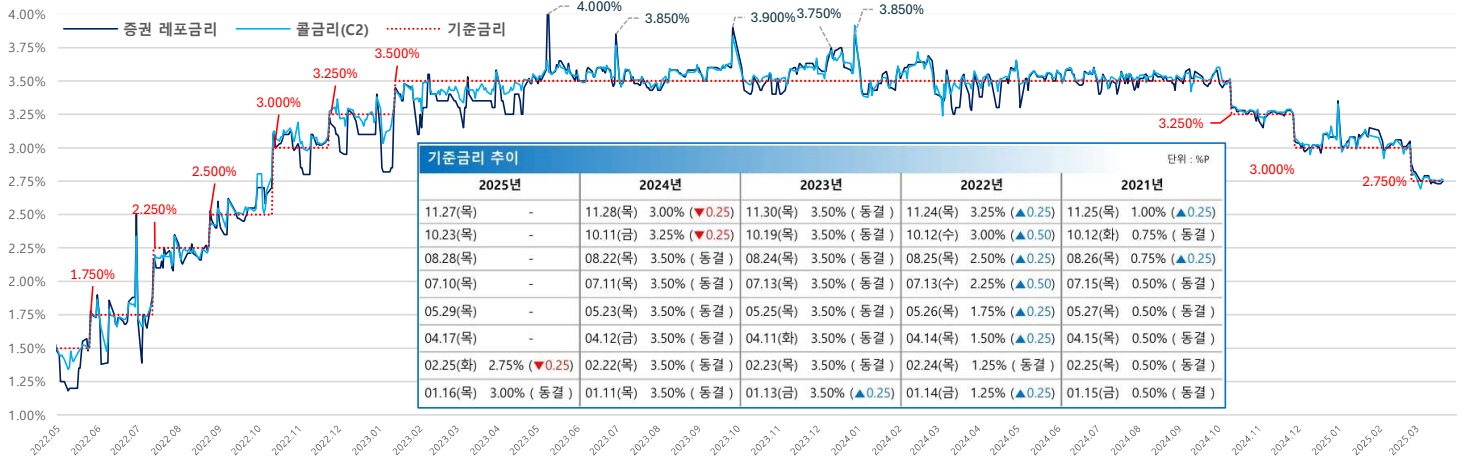 4.00%
3.75%
3.50%
3.25%
3.00%
2.75%
2.50%
2.25%
2.00%
1.75%
1.50%
1.25%
1.00%
증권 레포금리 콜금리(C2) 기준금리
1.750%
2.250%
2.500%
3.000%
3.250%
3.500%
4.000%
3.850%
3.900%
3.750%
3.850%
3.250%
3.000%
2.750%
기준금리 추이 단위 : %P
2025년 2024년 2023년 2022년 2021년
11.27(목) - 11.28(목) 3.00% (▼0.25) 11.30(목) 3.50% ( 동결 ) 11.24(목) 3.25% (▲0.25) 11.25(목) 1.00% (▲0.25)
10.23(목) - 10.11(금) 3.25% (▼0.25) 10.19(목) 3.50% ( 동결 ) 10.12(수) 3.00% (▲0.50) 10.12(화) 0.75% ( 동결 )
08.28(목) - 08.22(목) 3.50% ( 동결 ) 08.24(목) 3.50% ( 동결 ) 08.25(목) 2.50% (▲0.25) 08.26(목) 0.75% (▲0.25)
07.10(목) - 07.11(목) 3.50% ( 동결 ) 07.13(목) 3.50% ( 동결 ) 07.13(수) 2.25% (▲0.50) 07.15(목) 0.50% ( 동결 )
05.29(목) - 05.23(목) 3.50% ( 동결 ) 05.25(목) 3.50% ( 동결 ) 05.26(목) 1.75% (▲0.25) 05.27(목) 0.50% ( 동결 )
04.17(목) - 04.12(금) 3.50% ( 동결 ) 04.11(화) 3.50% ( 동결 ) 04.14(목) 1.50% (▲0.25) 04.15(목) 0.50% ( 동결 )
02.25(화) 2.75% (▼0.25) 02.22(목) 3.50% ( 동결 ) 02.23(목) 3.50% ( 동결 ) 02.24(목) 1.25% ( 동결 ) 02.25(목) 0.50% ( 동결 )
01.16(목) 3.00% ( 동결 ) 01.11(목) 3.50% ( 동결 ) 01.13(금) 3.50% (▲0.25) 01.14(금) 1.25% (▲0.25) 01.15(금) 0.50% ( 동결 )
2022.05 2022.06 2022.07 2022.08 2022.09 2022.10 2022.11 2022.12 2023.01 2023.02 2023.03 2023.04 2023.05 2023.06 2023.07 2023.08 2023.09 2023.10 2023.11 2023.12 2024.01 2024.02 2024.03 2024.04 2024.05 2024.06 2024.07 2024.08 2024.09 2024.10 2024.11 2024.12 2025.01 2025.02 2025.03